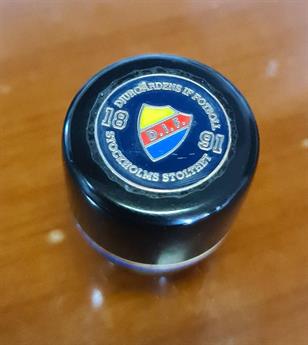 DJURGÅRDENS IF FOTBOLL
18 91
D.I.F.
STOCKHOLMS STOLTHET